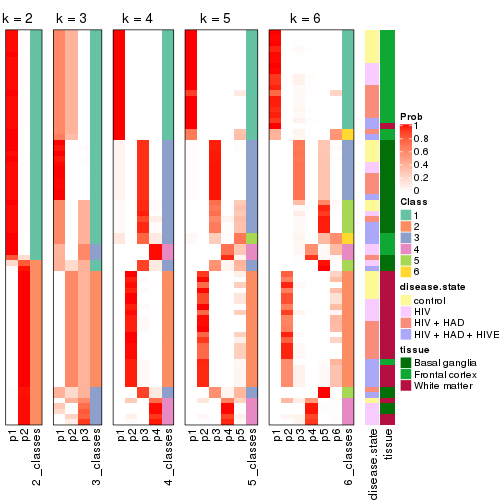 k = 2
k = 3
k = 4
k = 5
k = 6
p1
p2
2_classes
p1
p2
p3
3_classes
p1
p2
p3
p4
4_classes
p1
p2
p3
p4
p5
5_classes
p1
p2
p3
p4
p5
p6
6_classes
disease.state
tissue
Prob
1
0.8
0.6
0.4
0.2
0
Class
1
2
3
4
5
6
disease.state
control
HIV
HIV + HAD
HIV + HAD + HIVE
tissue
Basal ganglia
Frontal cortex
White matter